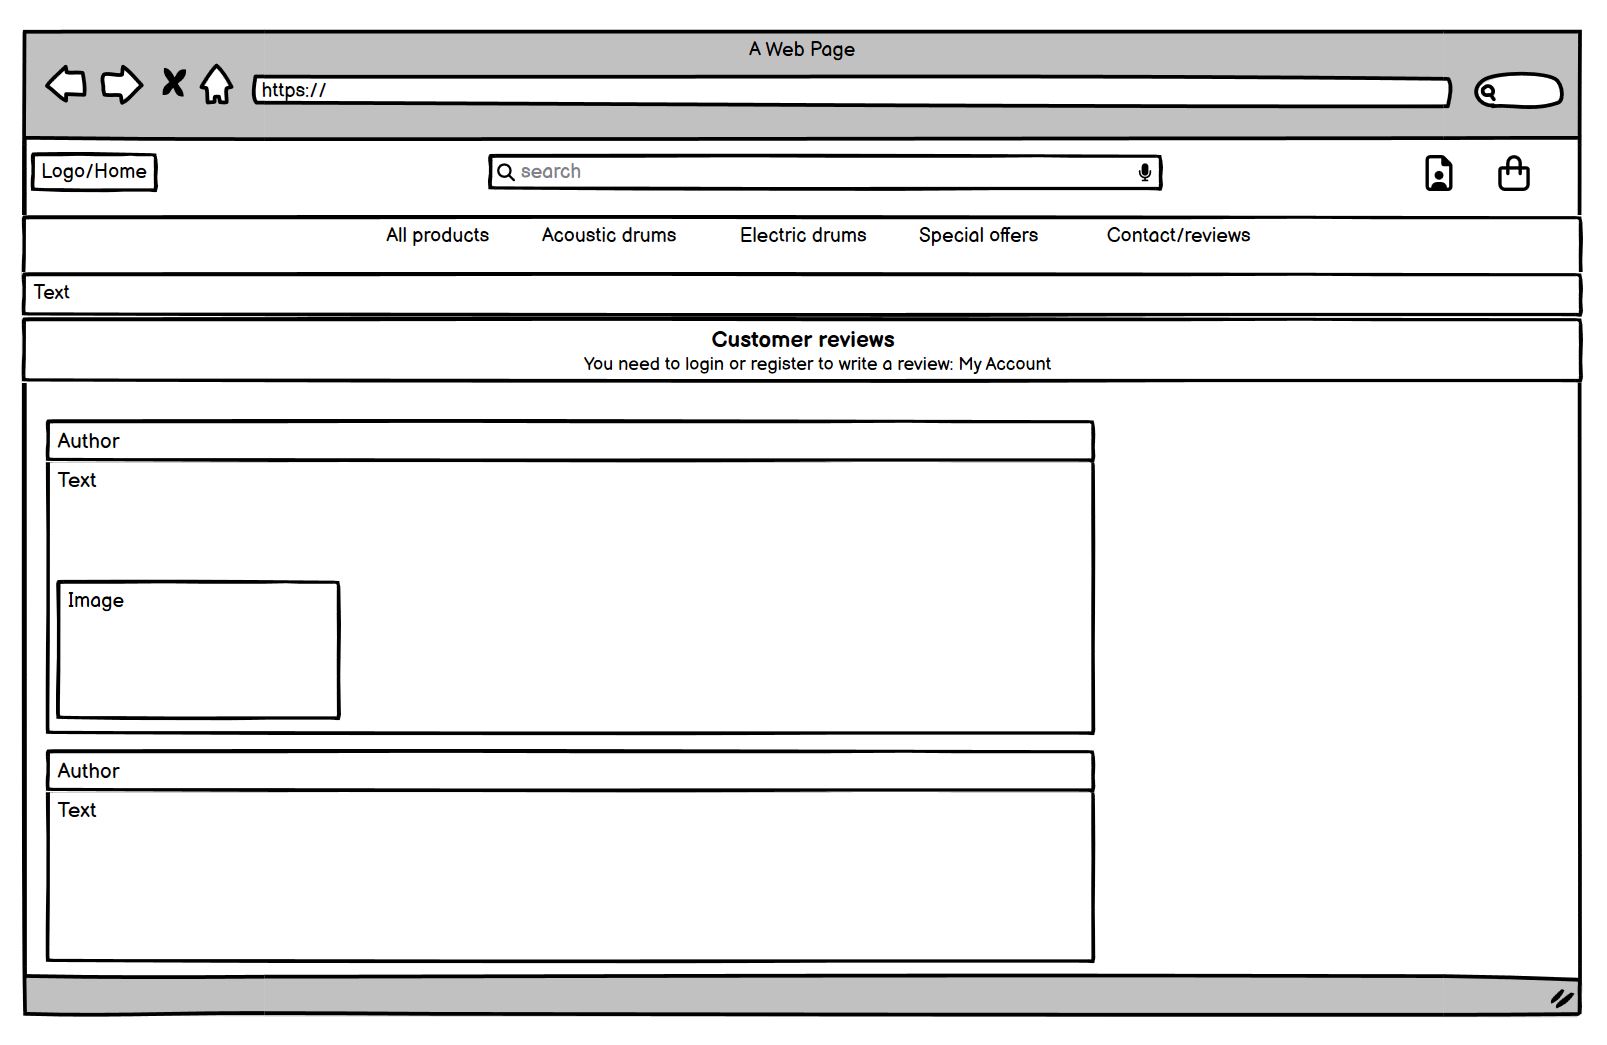 A Web Page
https://
Logo/Home
search
All products Acoustic drums Electric drums Special offers Contact/reviews
Text
Customer reviews
You need to login or register to write a review: My Account
Author
Text
Image
Author
Text